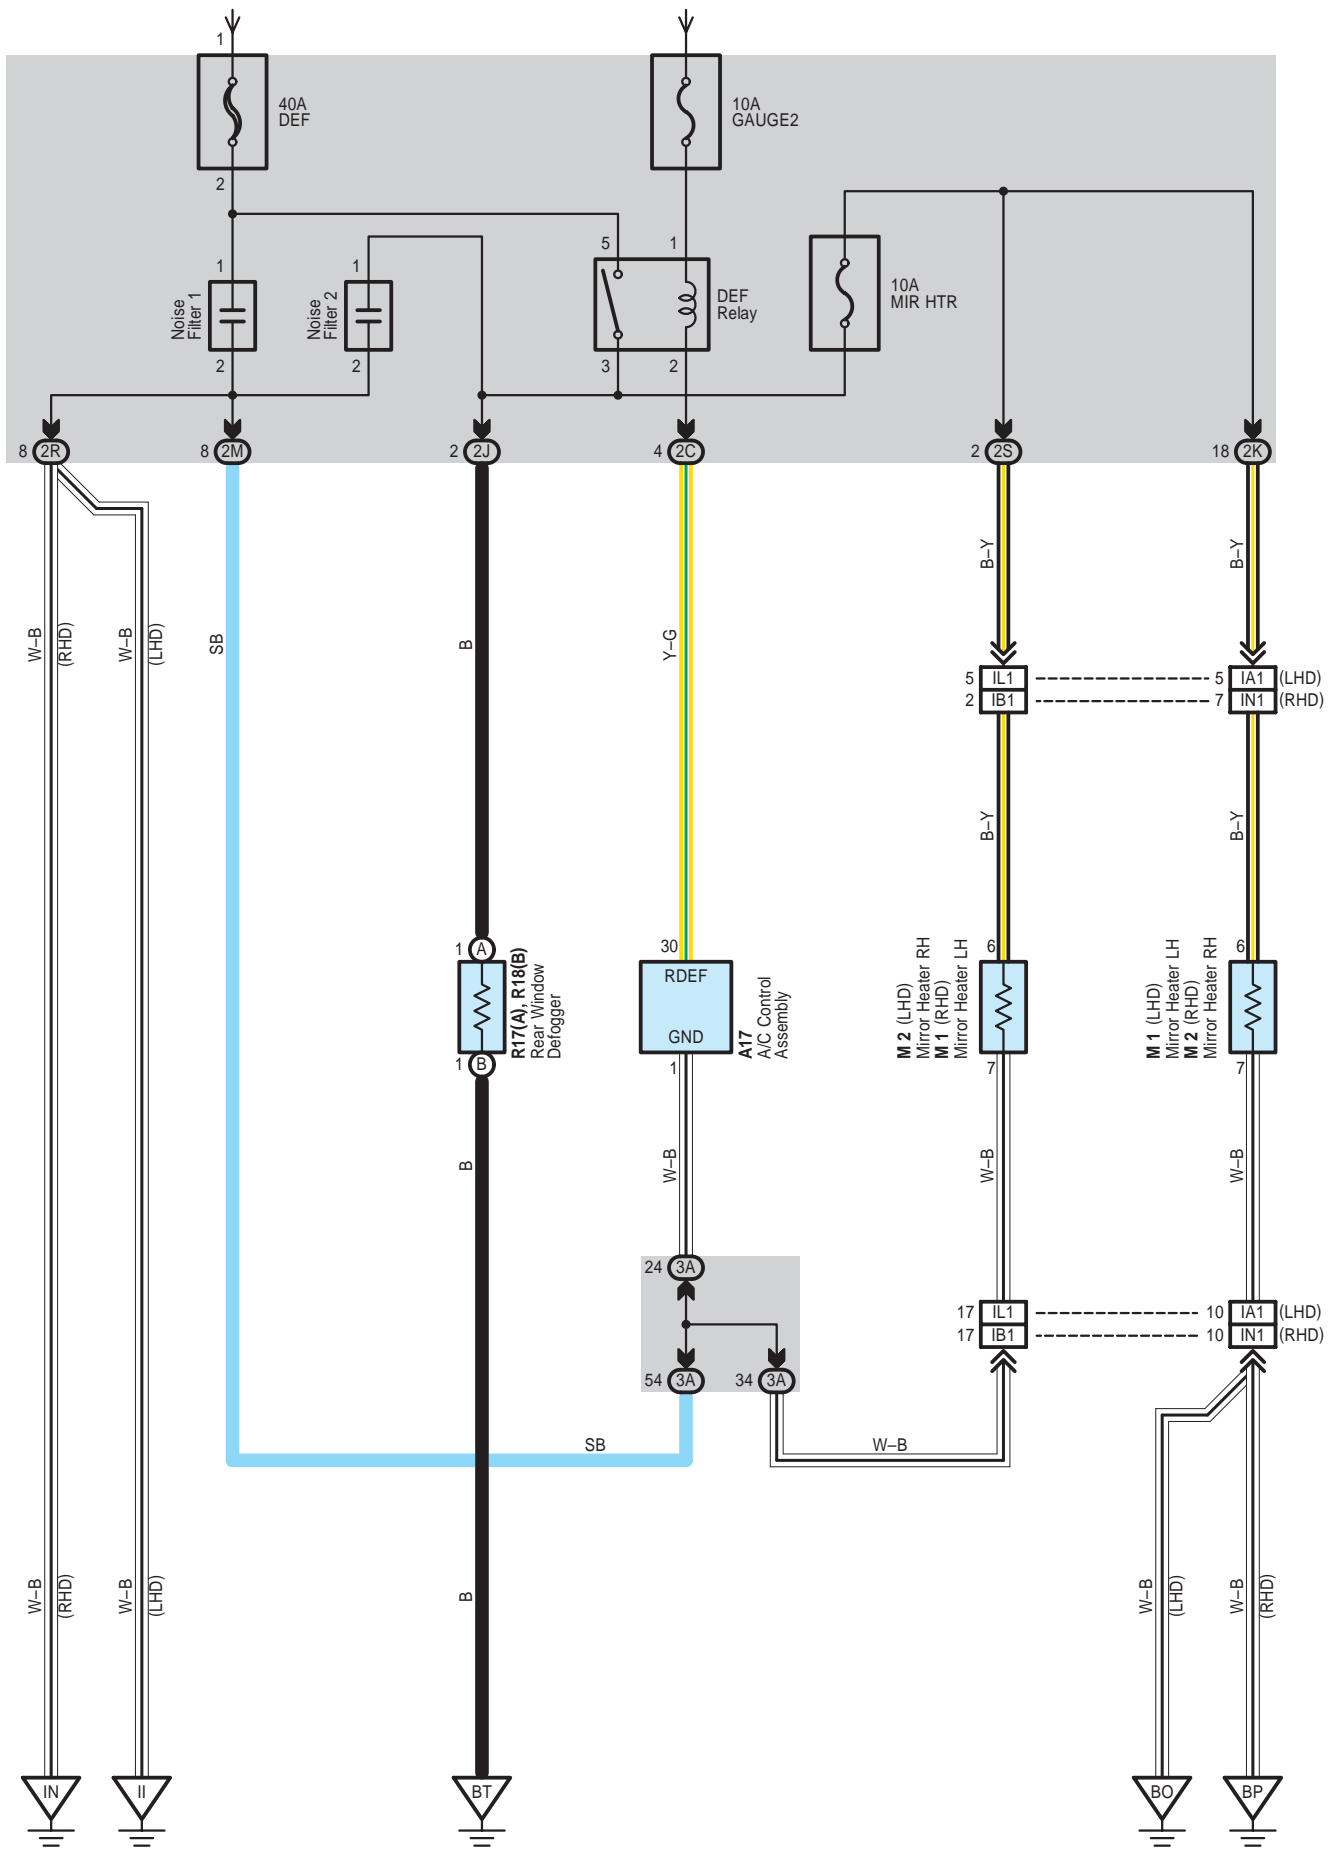 1
40A
DEF
2
10A
GAUGE2
5
1
1
1
Noise
Filter 1
Noise
Filter 2
DEF
Relay
10A
MIR HTR
2
2
3
2
8 2R
8 2M
2 2J
4 2C
2 2S
18 2K
B–Y
B–Y
W–B
(RHD)
W–B
(LHD)
SB
B
Y–G
5 IL1
5 IA1 (LHD)
2 IB1
7 IN1 (RHD)
B–Y
B–Y
1 A
30
6
6
RDEF
GND
R17(A), R18(B)
Rear Window
Defogger
A17
A/C Control
Assembly
M 2 (LHD)
Mirror Heater RH
M 1 (RHD)
Mirror Heater LH
M 1 (LHD)
Mirror Heater LH
M 2 (RHD)
Mirror Heater RH
1 B
1
7
7
B
W–B
W–B
W–B
24 3A
17 IL1
10 IA1 (LHD)
17 IB1
10 IN1 (RHD)
54 3A
34 3A
SB
W–B
W–B
(RHD)
W–B
(LHD)
B
W–B
(LHD)
W–B
(RHD)
IN
II
BT
BO
BP